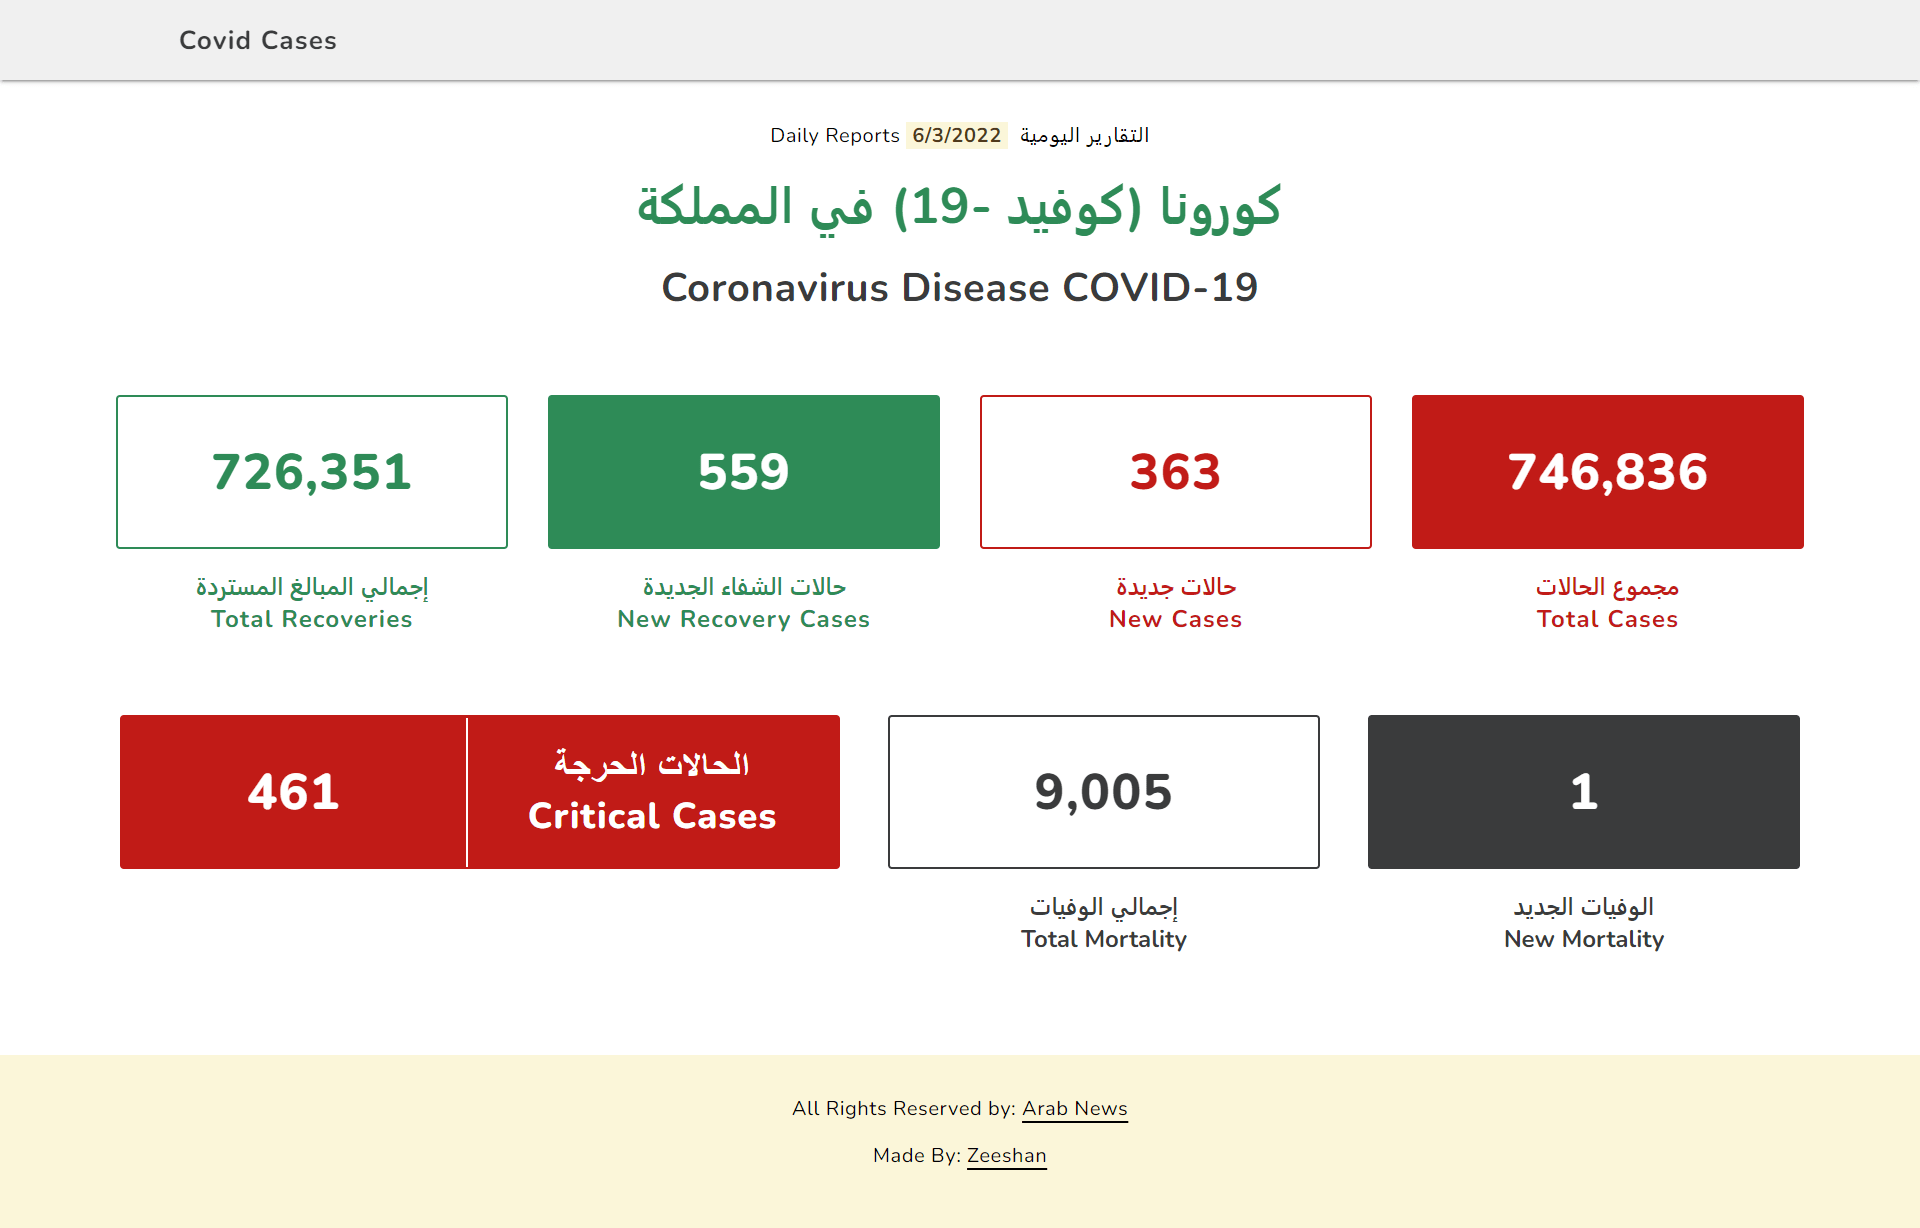 Covid Cases
Daily Reports 6/3/2022 التقارير اليومية
كورونا (كوفيد -19) في المملكة
Coronavirus Disease COVID-19
726,351
إجمالي المبالغ المستردة
Total Recoveries
559
حالات الشفاء الجديدة
New Recovery Cases
363
حالات جديدة
New Cases
746,836
مجموع الحالات
Total Cases
461
الحالات الحرجة
Critical Cases
9,005
إجمالي الوفيات
Total Mortality
1
الوفيات الجديد
New Mortality
All Rights Reserved by: Arab News
Made By: Zeeshan